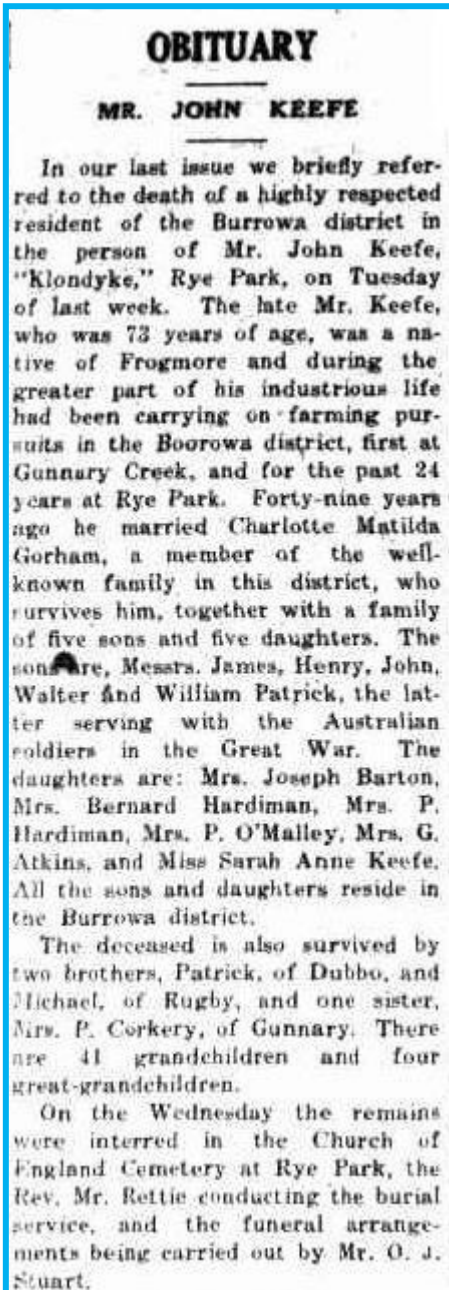 OBITUARY
MR. JOHN KEEFE
In our last issue we briefly refer-
red to the death of a highly respected
resident of the Burrowa district in
the person of Mr. John Keefe,
"Klondyke," Rye Park, on Tuesday
of last week. The late Mr. Keefe,
who was 73 years of age, was a na-
tive of Frogmore and during the
greater part of his industrious life
had been carrying on farming pur-
suits in the Boorowa district, first at
Gunnary Creek, and for the past 24
years at Rye Park. Forty-nine years
ago he married Charlotte Matilda
Gorham, a member of the well-
known family in this district, who
survives him, together with a family
of five sons and five daughters. The
sons are, Messrs. James, Henry, John,
Walter and William Patrick, the lat-
ter serving with the Australian
soldiers in the Great War. The
daughters are: Mrs. Joseph Barton,
Mrs. Bernard Hardiman, Mrs. P.
Hardiman, Mrs. P. O'Malley, Mrs. G.
Atkins, and Miss Sarah Anne Keefe.
All the sons and daughters reside in
the Burrowa district.
The deceased is also survived by
two brothers, Patrick, of Dubbo, and
Michael, of Rugby, and one sister,
Mrs. P. Corkery, of Gunnary. There
are 41 grandchildren and four
great-grandchildren.
On the Wednesday the remains
were interred in the Church of
England Cemetery at Rye Park, the
Rev. Mr. Rettie conducting the burial
service, and the funeral arrange-
ments being carried out by Mr. O. J.
Stuart.